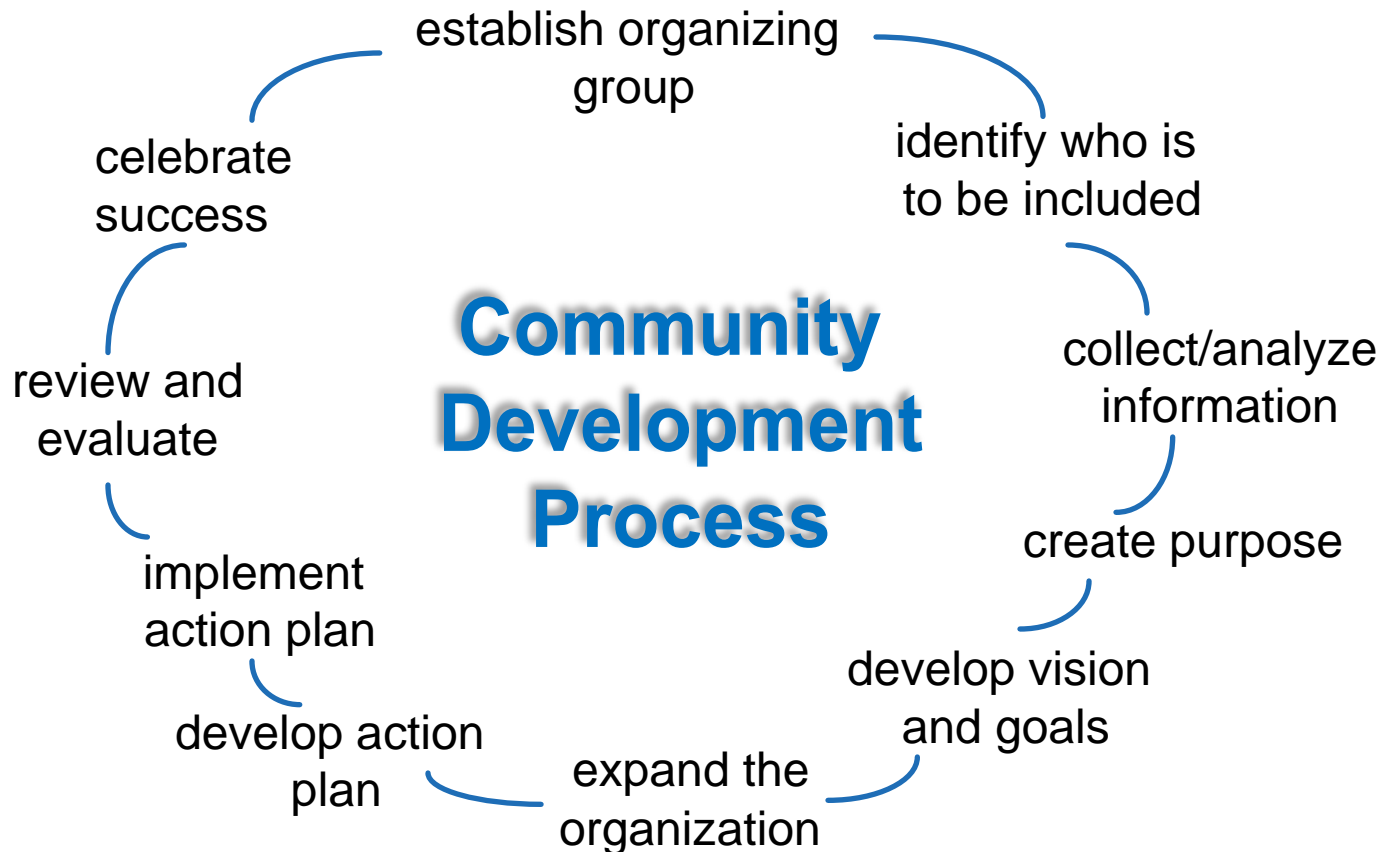 establish organizing
group
identify who is
to be included
collect/analyze
information
create purpose
develop vision
and goals
expand the
organization
develop action
plan
implement
action plan
review and
evaluate
celebrate
success
Community
Development
Process